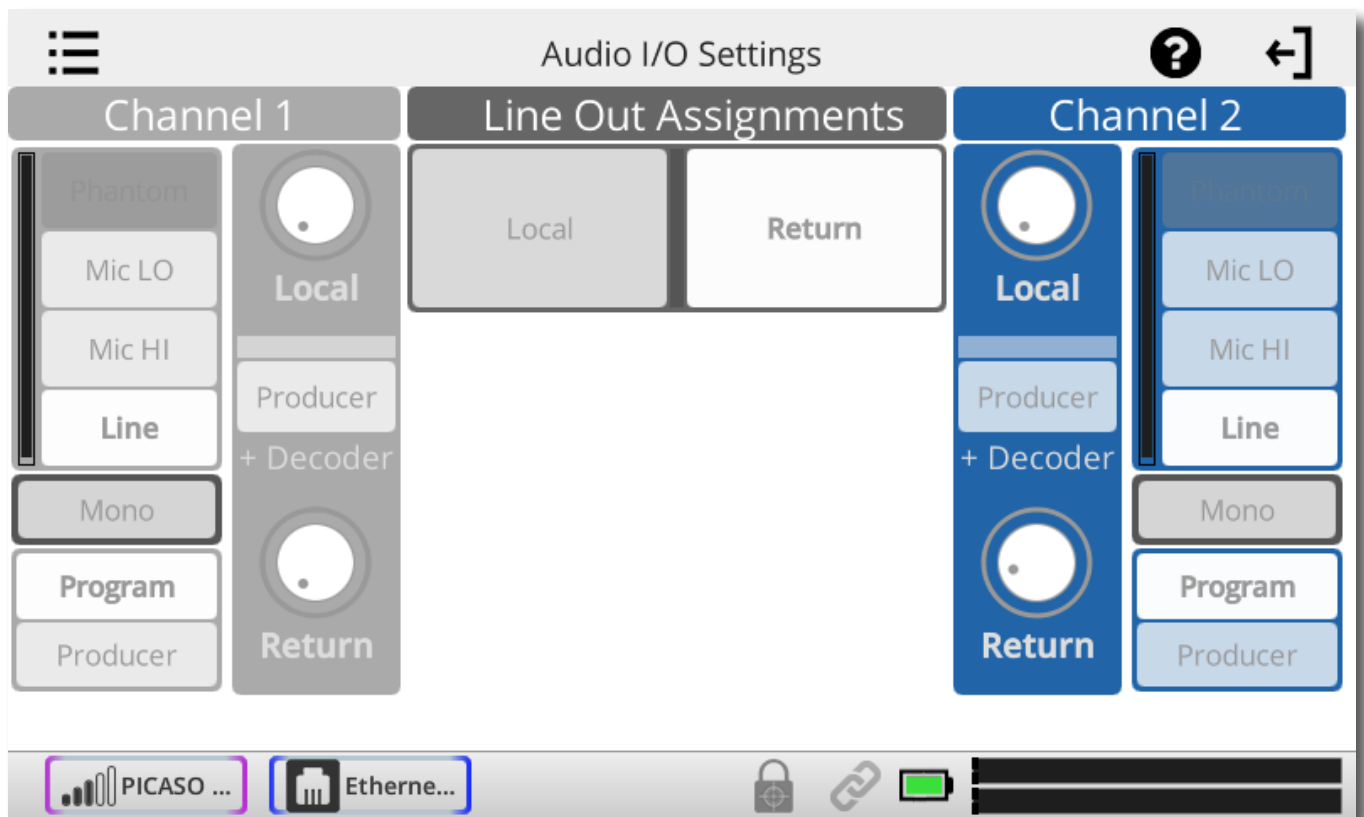 Audio I/O Settings
Channel 1
Line Out Assignments
Channel 2
Phantom
Mic LO
Mic HI
Line
Mono
Program
Producer
Local
Producer
+ Decoder
Return
Local
Return
Local
Producer
+ Decoder
Return
Phantom
Mic LO
Mic HI
Line
Mono
Program
Producer
PICASO ...
Etherne...